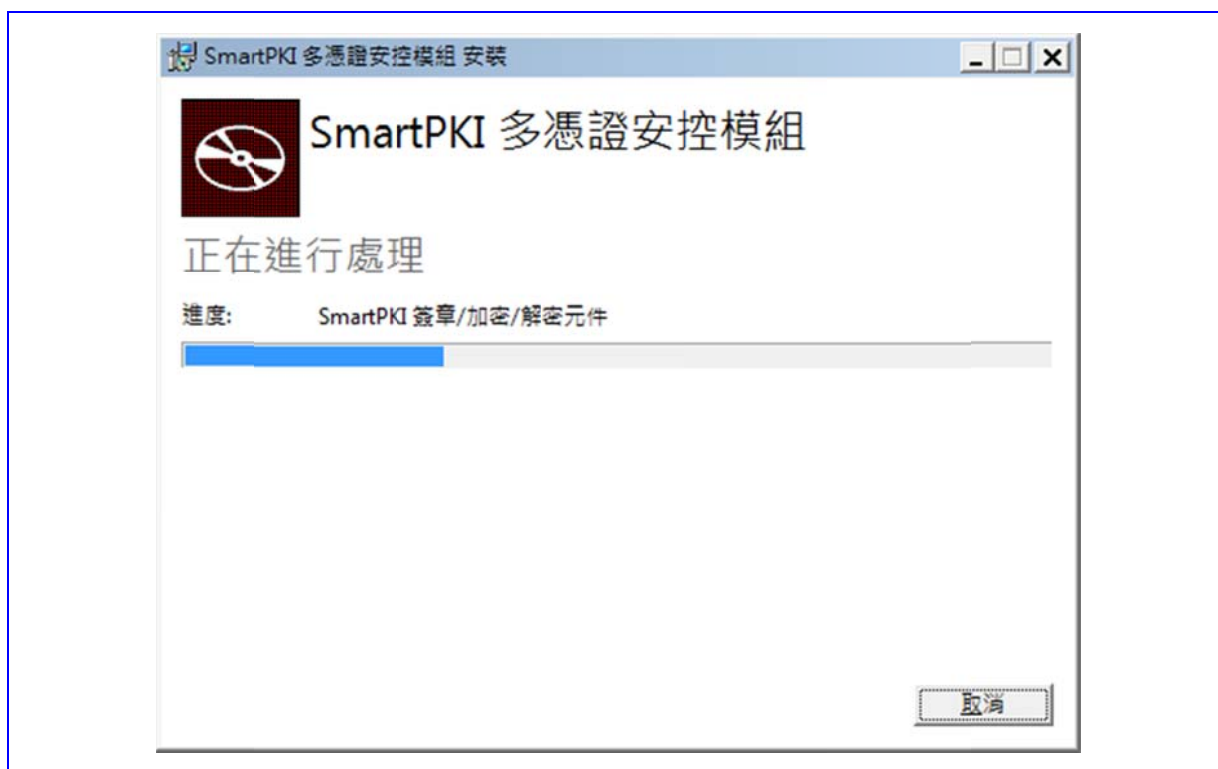 SmartPKI 多憑證安控模組 安裝
SmartPKI 多憑證安控模組
正在進行處理
進度: SmartPKI 簽章/加密/解密元件
取消